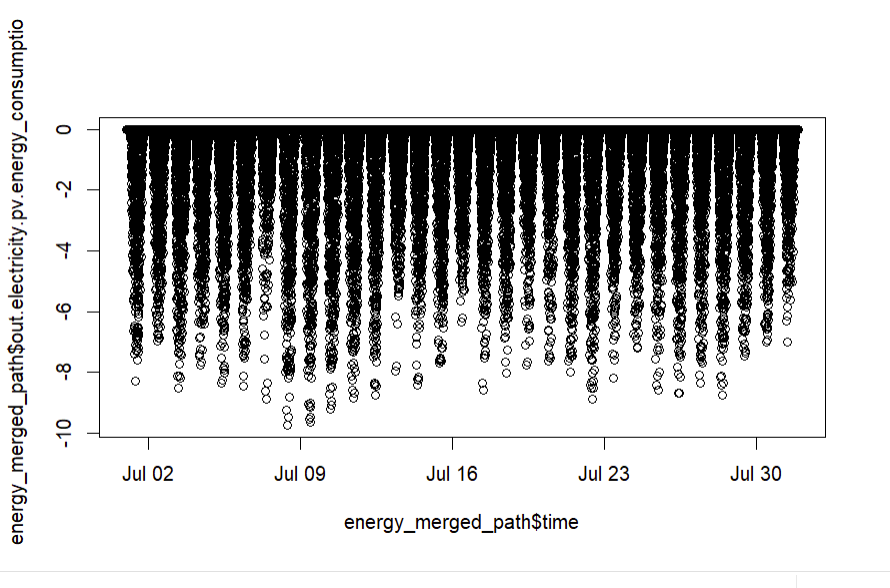 energy_merged_path$out.electricity.pv.energy_consumptio
0
-2
-4
-6
-8
-10
Jul 02 Jul 09 Jul 16 Jul 23 Jul 30
energy_merged_path$time